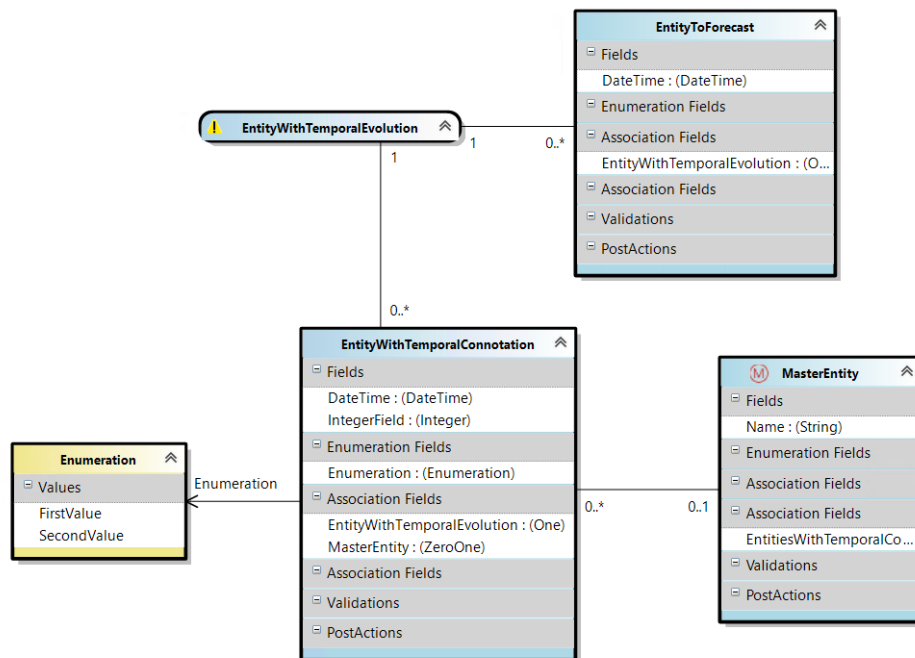 EntityToForecast
Fields
DateTime : (DateTime)
Enumeration Fields
Association Fields
EntityWithTemporalEvolution : (O...
Association Fields
Validations
PostActions
EntityWithTemporalEvolution
1
0..*
1
0..*
EntityWithTemporalConnotation
Fields
DateTime : (DateTime)
IntegerField : (Integer)
Enumeration Fields
Enumeration : (Enumeration)
Association Fields
EntityWithTemporalEvolution : (One)
MasterEntity : (ZeroOne)
Association Fields
Validations
PostActions
M MasterEntity
Fields
Name : (String)
Enumeration Fields
Association Fields
Association Fields
EntitiesWithTemporalCo...
Validations
PostActions
0..*
0..1
Enumeration
Values
FirstValue
SecondValue
Enumeration